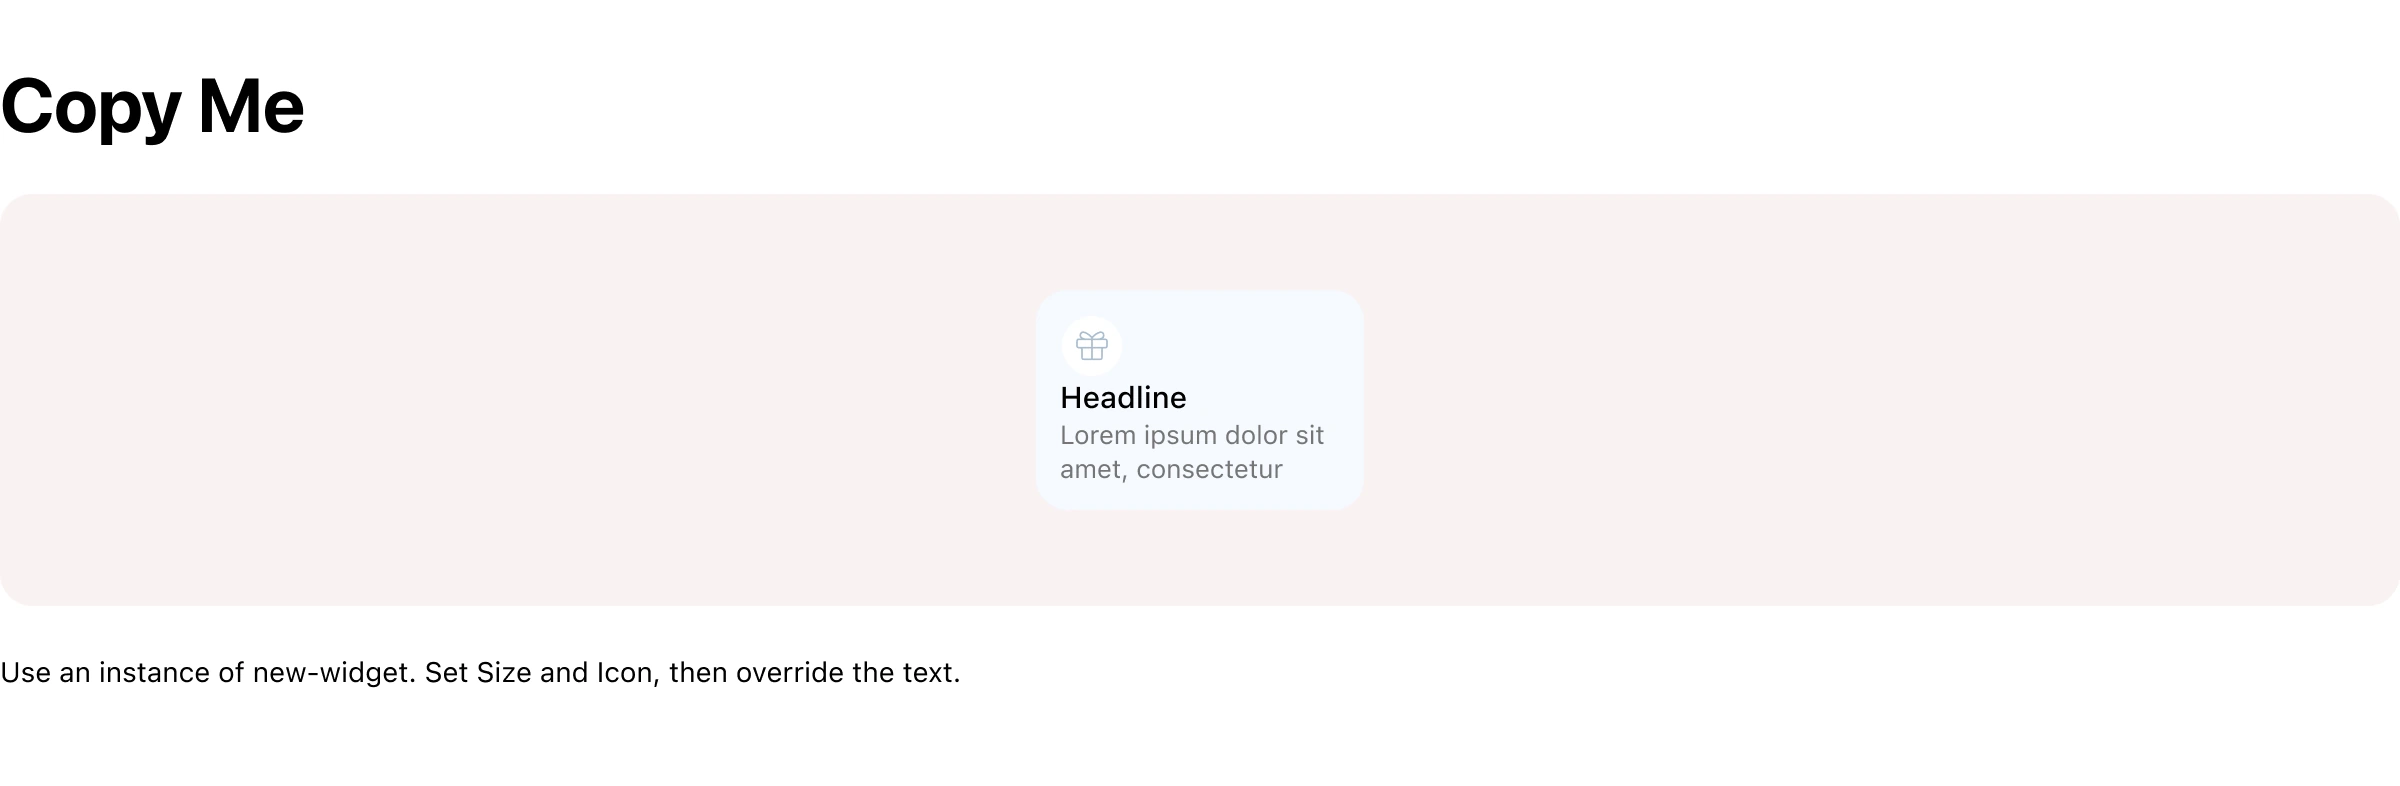 Copy Me
Headline
Lorem ipsum dolor sit
amet, consectetur
Use an instance of new-widget. Set Size and Icon, then override the text.